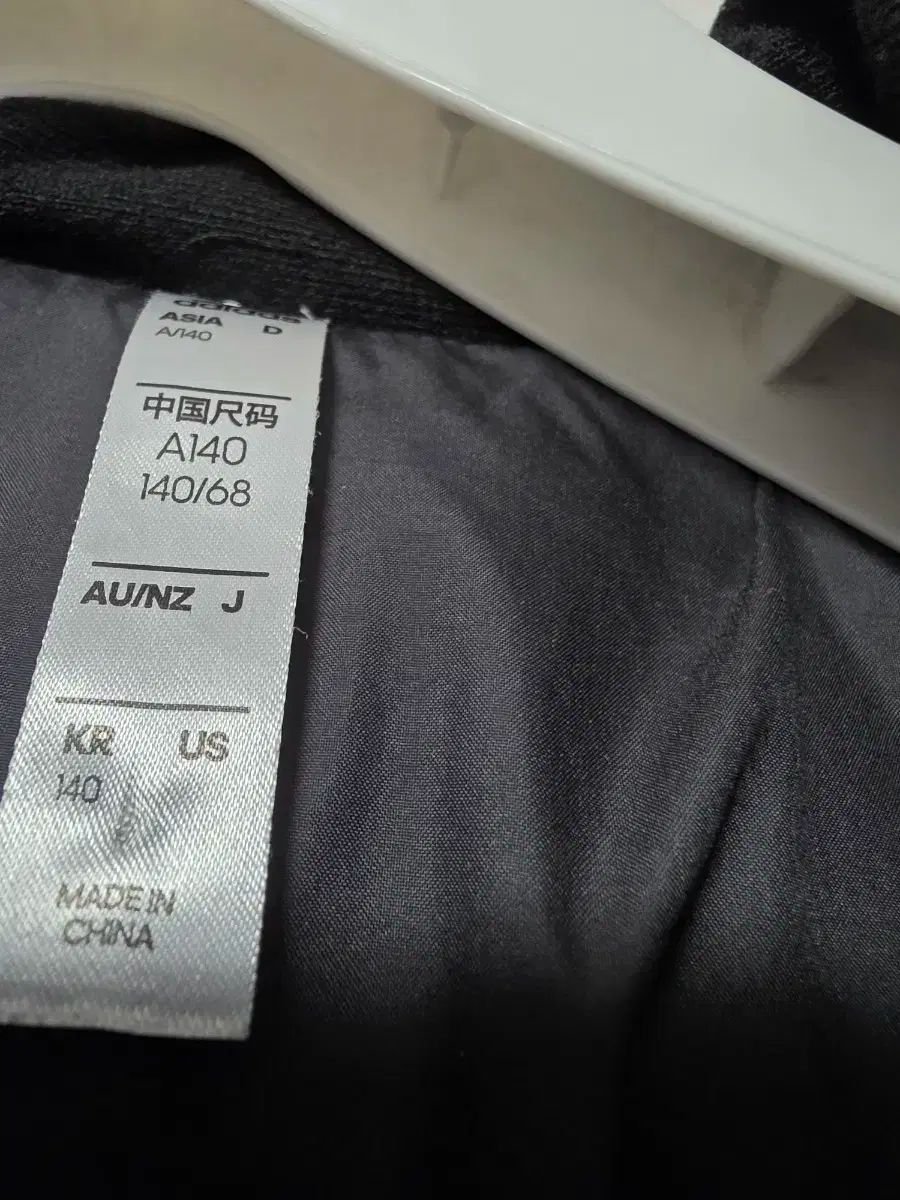 adidas
ASIA D
A/140
中国尺码
A140
140/68
AU/NZ J
KR US
140
MADE IN
CHINA